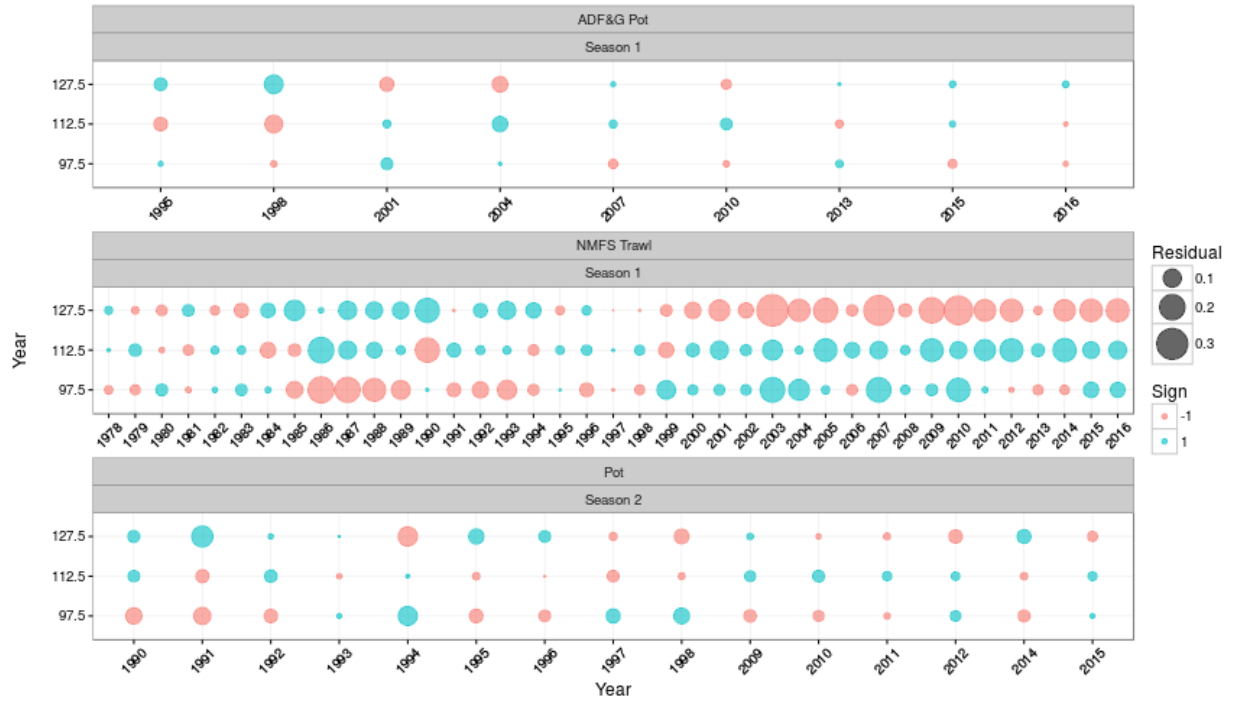 ADF&G Pot
Season 1
127.5
112.5
97.5
1995 1998 2001 2004 2007 2010 2013 2015 2016
NMFS Trawl
Season 1
127.5
112.5
97.5
1978 1979 1980 1981 1982 1983 1984 1985 1986 1987 1988 1989 1990 1991 1992 1993 1994 1995 1996 1997 1998 1999 2000 2001 2002 2003 2004 2005 2006 2007 2008 2009 2010 2011 2012 2013 2014 2015 2016
Pot
Season 2
127.5
112.5
97.5
1990 1991 1992 1993 1994 1995 1996 1997 1998 2009 2010 2011 2012 2014 2015
Year
Year
Residual
0.1
0.2
0.3
Sign
-1
1